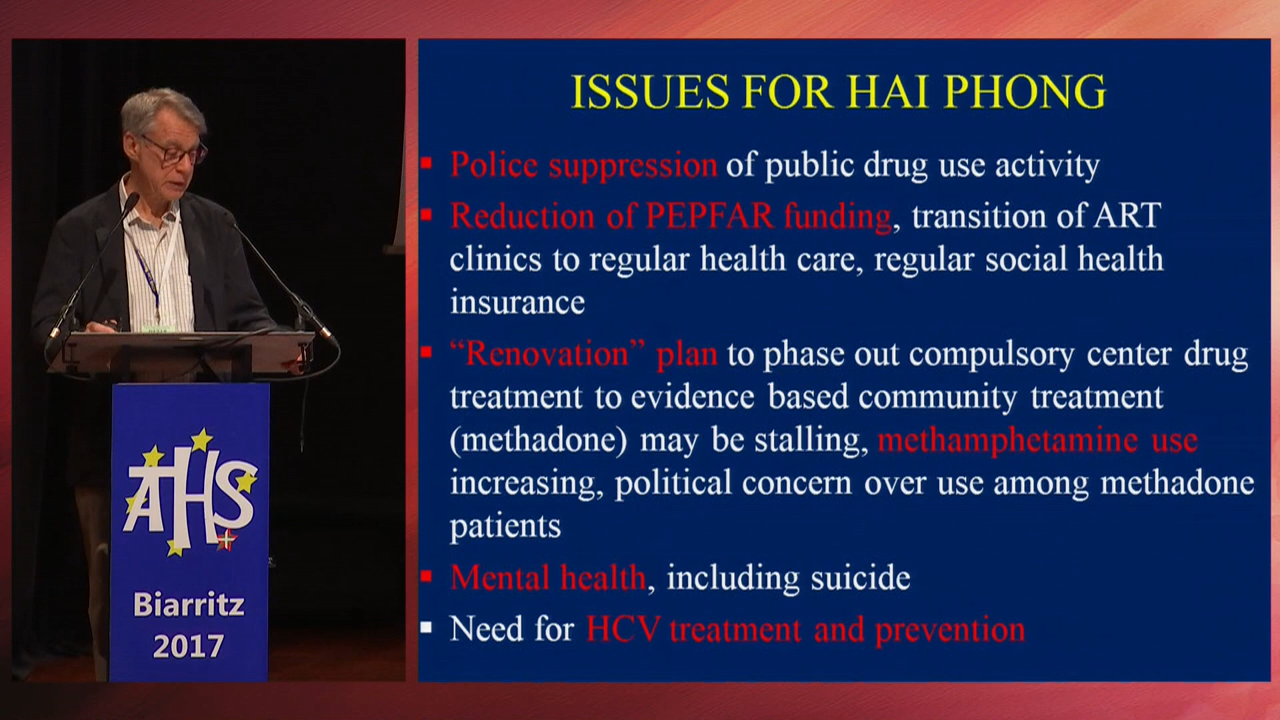 ISSUES FOR HAI PHONG
Police suppression of public drug use activity
Reduction of PEPFAR funding, transition of ART
clinics to regular health care, regular social health
insurance
“Renovation” plan to phase out compulsory center drug
treatment to evidence based community treatment
(methadone) may be stalling, methamphetamine use
increasing, political concern over use among methadone
patients
Mental health, including suicide
Need for HCV treatment and prevention
AHS
Biarritz
2017